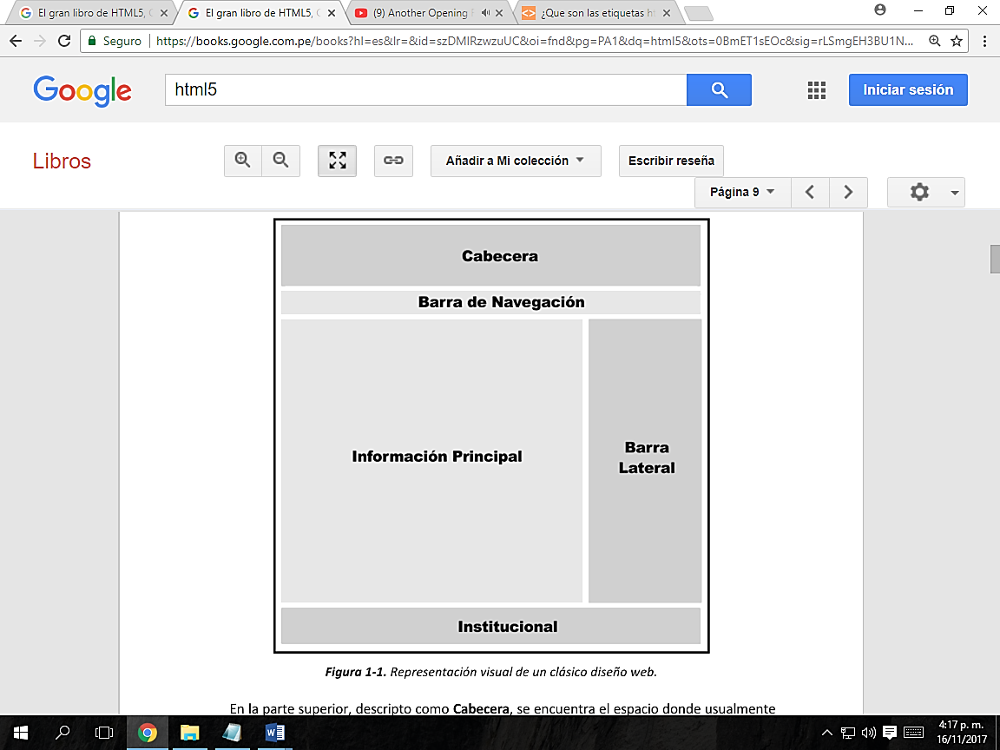 El gran libro de HTML5, C
El gran libro de HTML5, C
(9) Another Opening
¿Que son las etiquetas h
Seguro
https://books.google.com.pe/books?hl=es&lr=&id=szDMIRzwzuUC&oi=fnd&pg=PA1&dq=html5&ots=0BmET1sEOc&sig=rLSmgEH3BU1N...
Google
html5
Iniciar sesión
Libros
Añadir a Mi colección
Escribir reseña
Página 9
Cabecera
Barra de Navegación
Información Principal
Barra
Lateral
Institucional
Figura 1-1. Representación visual de un clásico diseño web.
En la parte superior, descripto como Cabecera, se encuentra el espacio donde usualmente
4:17 p. m.
16/11/2017